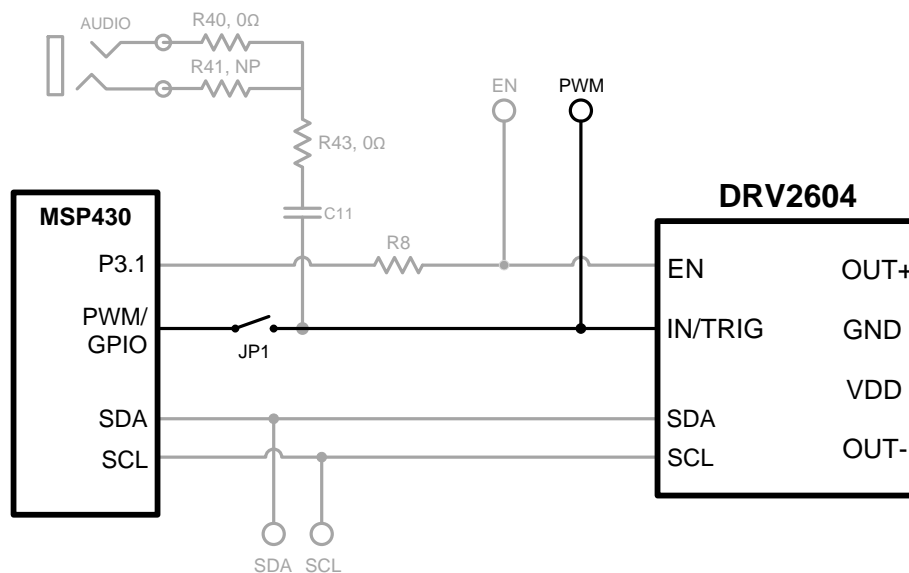 AUDIO
R40, 0Ω
R41, NP
R43, 0Ω
C11
EN
PWM
MSP430
DRV2604
P3.1
R8
EN
OUT+
PWM/
GPIO
JP1
IN/TRIG
GND
VDD
SDA
SDA
SCL
SCL
OUT-
SDA
SCL